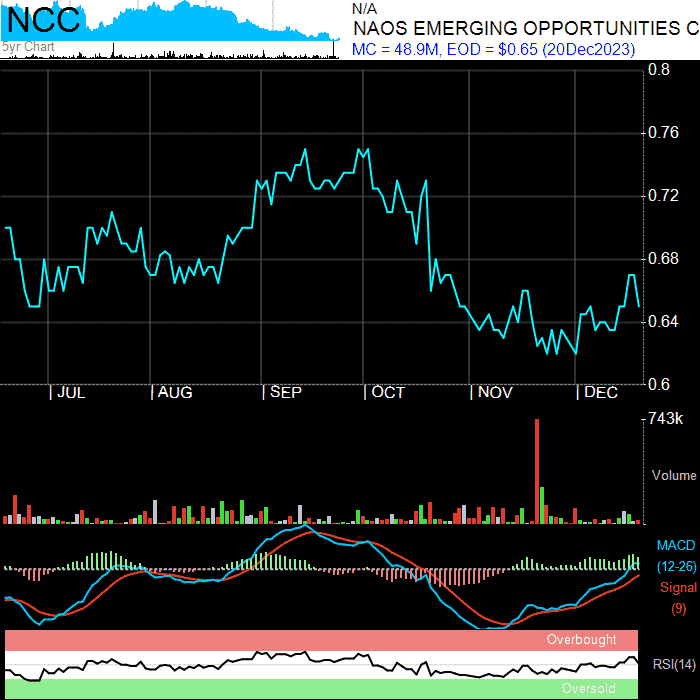 NCC
5yr Chart
N/A
NAOS EMERGING OPPORTUNITIES C
MC = 48.9M, EOD = $0.65 (20Dec2023)
0.8
0.76
0.72
0.68
0.64
0.6
JUL
AUG
SEP
OCT
NOV
DEC
743k
Volume
MACD
(12-26)
Signal
(9)
Overbought
RSI(14)
Oversold